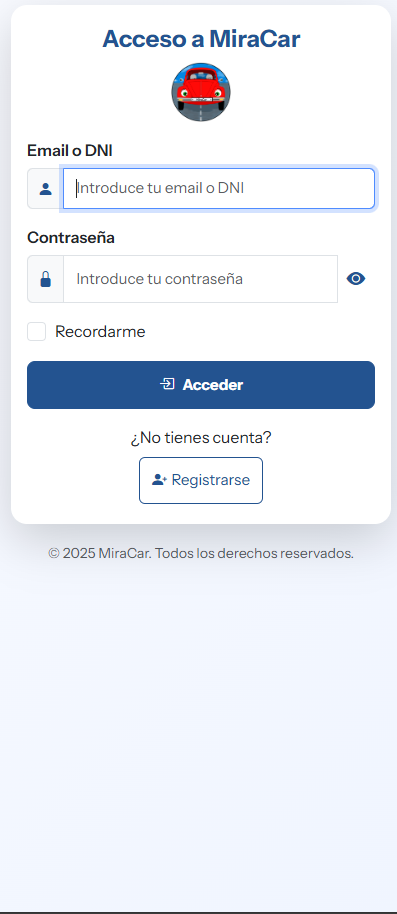 Acceso a MiraCar
Email o DNI
Introduce tu email o DNI
Contraseña
Introduce tu contraseña
Recordarme
Acceder
¿No tienes cuenta?
Registrarse
© 2025 MiraCar. Todos los derechos reservados.